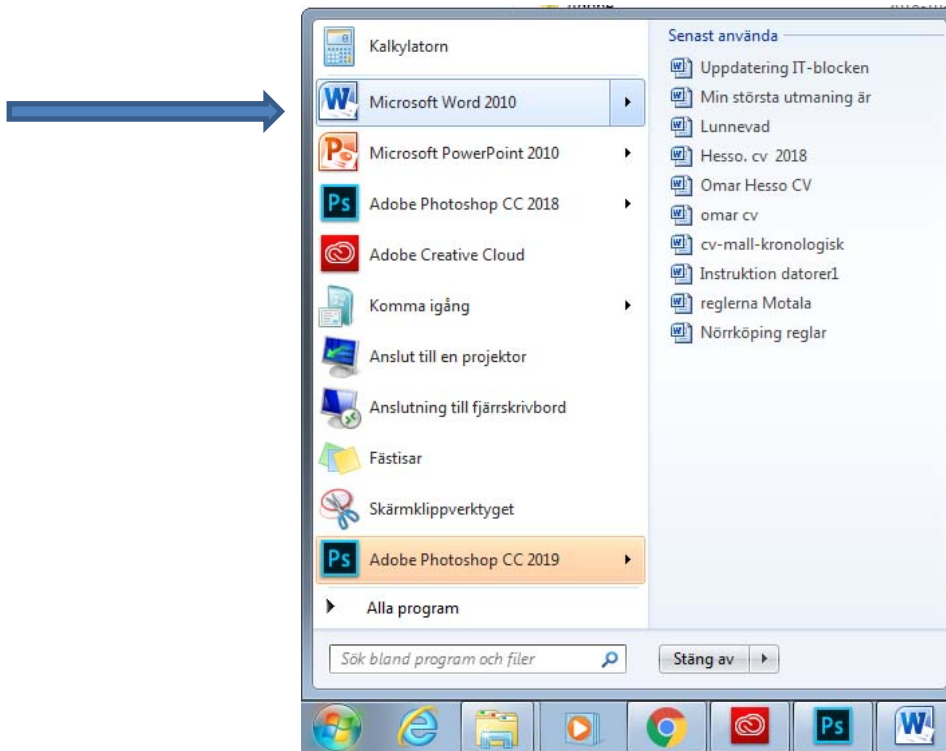 Kalkylatorn
Microsoft Word 2010
Microsoft PowerPoint 2010
Adobe Photoshop CC 2018
Adobe Creative Cloud
Komma igång
Anslut till en projektor
Anslutning till fjärrskrivbord
Fästisar
Skärmklippverktyget
Adobe Photoshop CC 2019
Alla program
Sök bland program och filer
Senast använda
Uppdatering IT-blocken
Min största utmaning är
Lunnevad
Hesso. cv 2018
Omar Hesso CV
omar cv
cv-mall-kronologisk
Instruktion datorer1
reglerna Motala
Nörrköping reglar
Stäng av